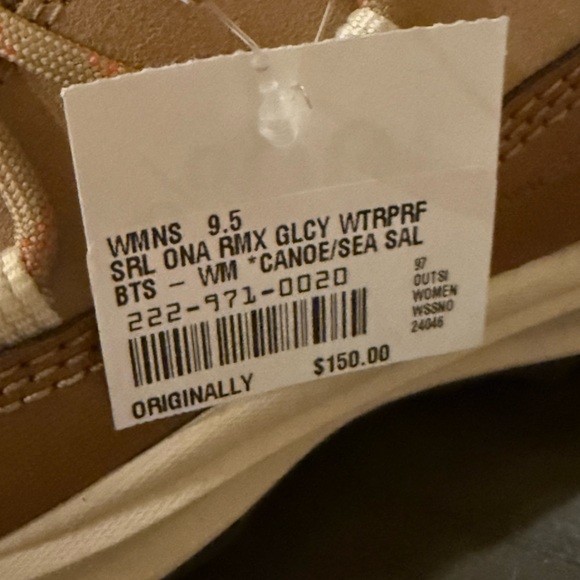 WMNS 9.5
SRL ONA RMX GLCY WTRPRF
BTS - WM *CANOE/SEA SAL
222-971-0020
97
OUTSI
WOMEN
WSSNO
24046
ORIGINALLY $150.00